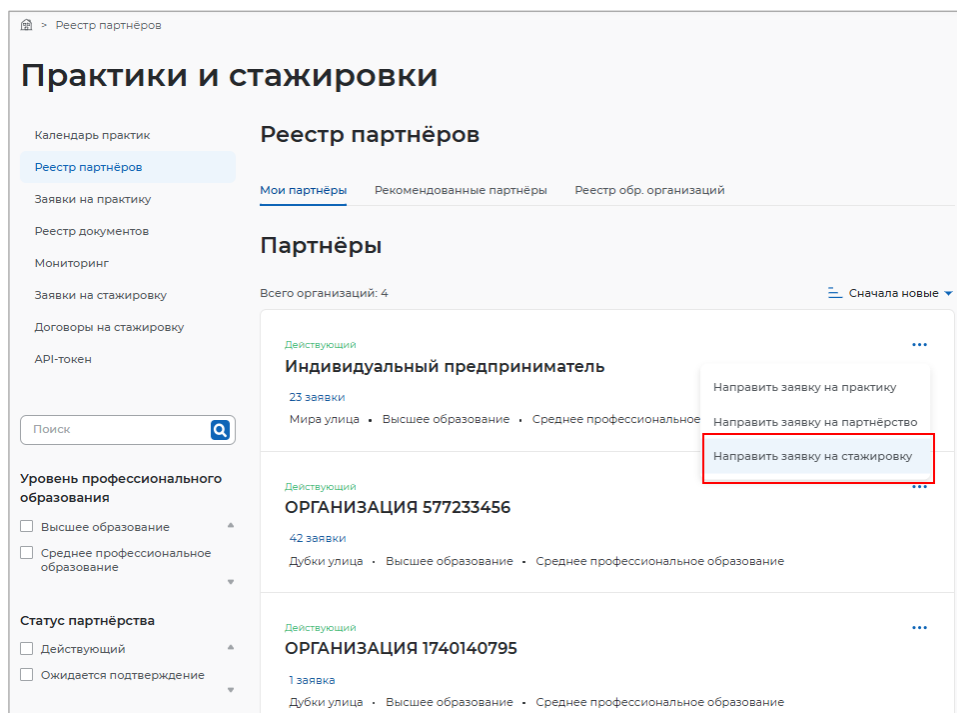 > Реестр партнёров
Практики и стажировки
Календарь практик
Реестр партнёров
Заявки на практику
Реестр документов
Мониторинг
Заявки на стажировку
Договоры на стажировку
API-токен
Поиск
Уровень профессионального
образования
Высшее образование
Среднее профессиональное
образование
Статус партнёрства
Действующий
Ожидается подтверждение
Реестр партнёров
Мои партнёры Рекомендованные партнёры Реестр обр. организаций
Партнёры
Всего организаций: 4 Сначала новые
Действующий
Индивидуальный предприниматель
23 заявки
Мира улица • Высшее образование • Среднее профессиональное
Направить заявку на практику
Направить заявку на партнёрство
Направить заявку на стажировку
Действующий
ОРГАНИЗАЦИЯ 577233456
42 заявки
Дубки улица • Высшее образование • Среднее профессиональное образование
Действующий
ОРГАНИЗАЦИЯ 1740140795
1 заявка
Дубки улица • Высшее образование • Среднее профессиональное образование